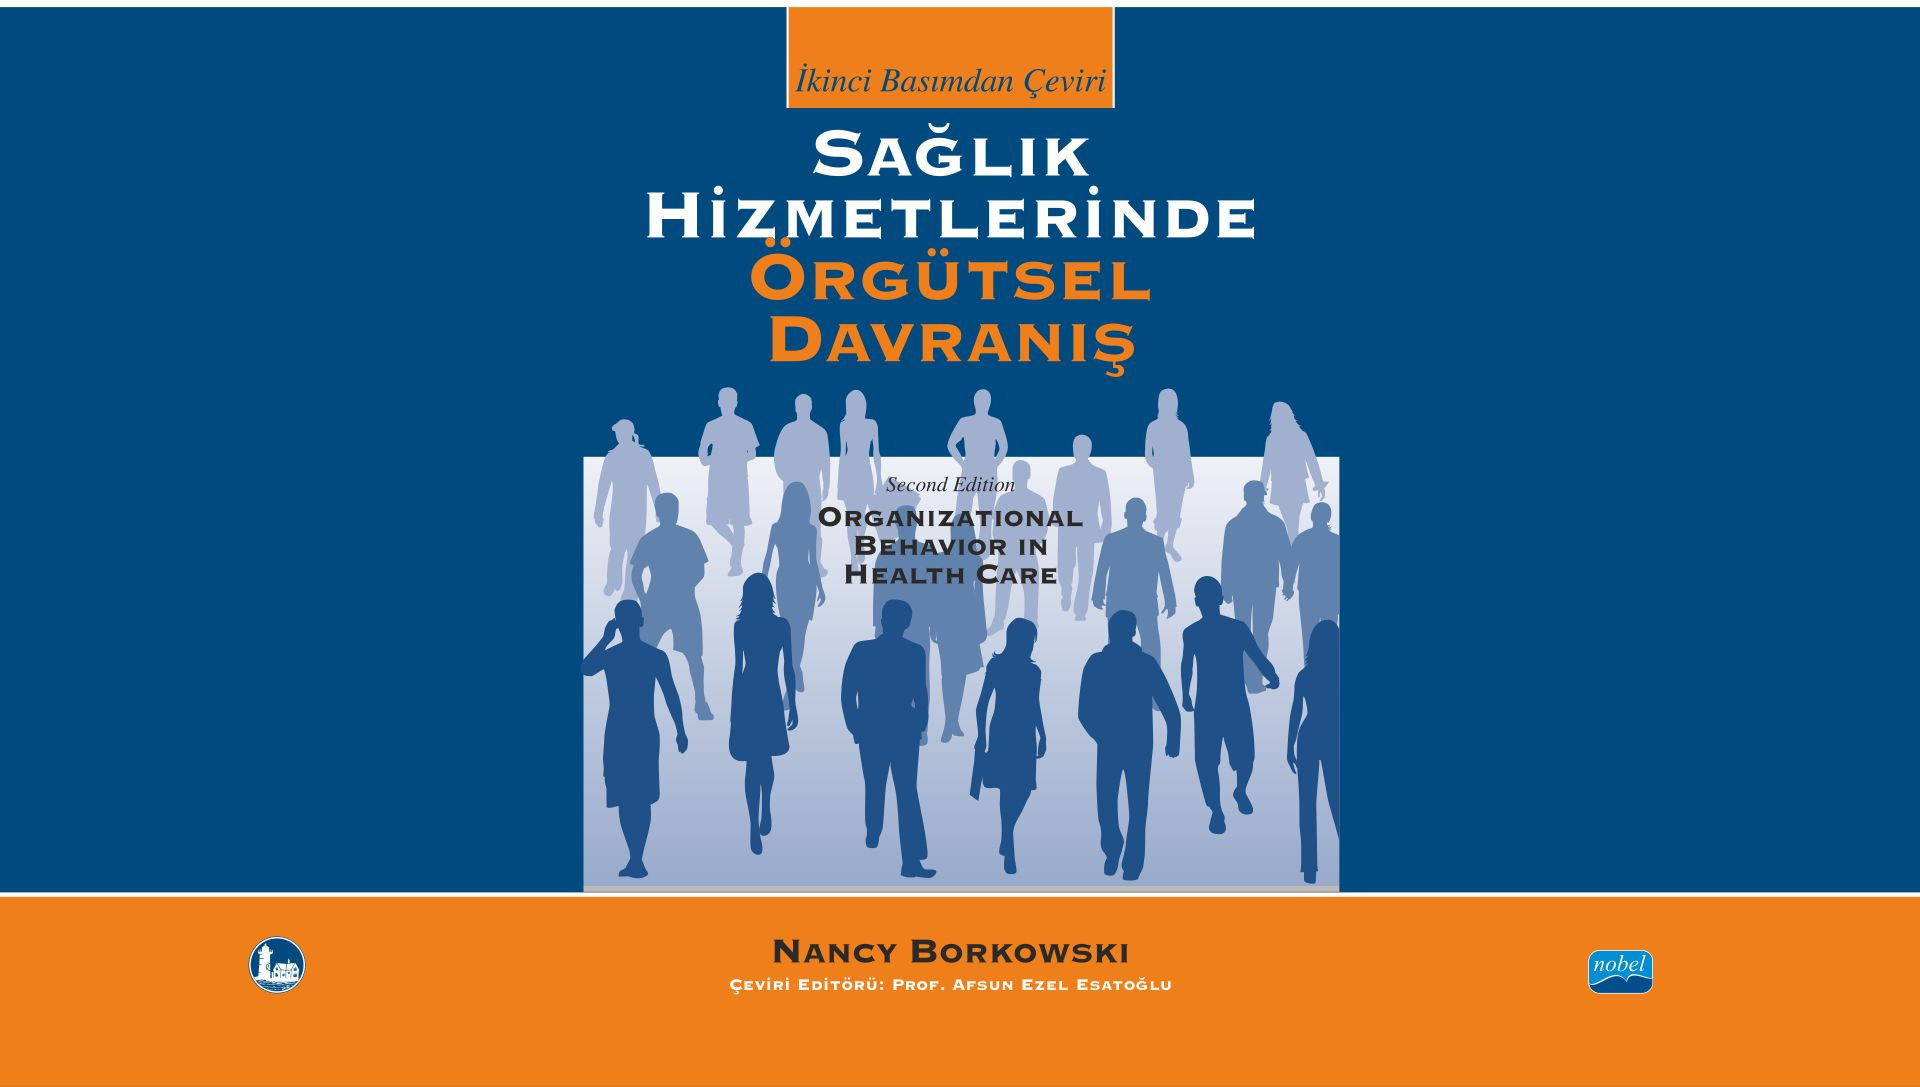 İkinci Basımdan Çeviri
SAĞLIK
HİZMETLERİNDE
ÖRGÜTSEL
DAVRANIŞ
Second Edition
ORGANIZATIONAL
BEHAVIOR IN
HEALTH CARE
NANCY BORKOWSKI
ÇEVİRİ EDİTÖRÜ: PROF. AFSUN EZEL ESATOĞLU
nobel